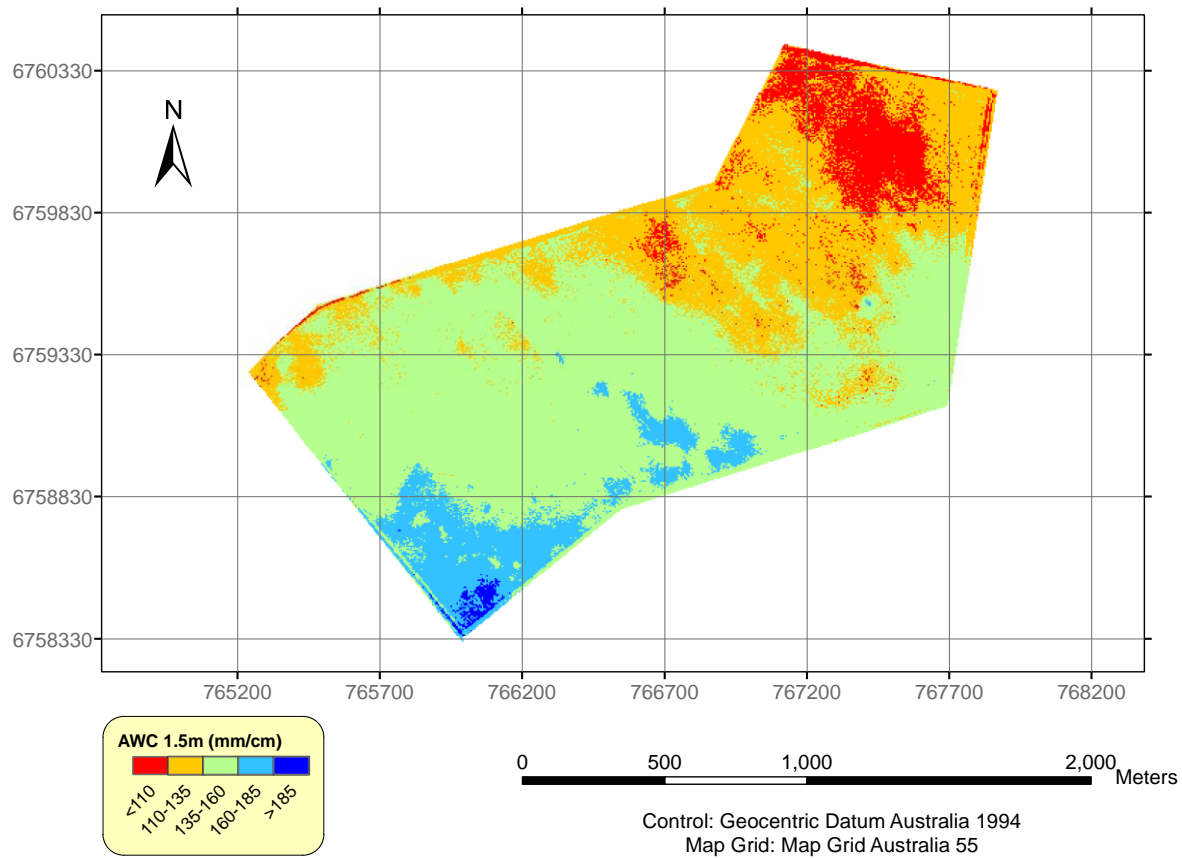 6760330
N
6759830
6759330
6758830
6758330
765200 765700 766200 766700 767200 767700 768200
AWC 1.5m (mm/cm)
<110 110-135 135-160 160-185 >185
0 500 1,000 2,000 Meters
Control: Geocentric Datum Australia 1994
Map Grid: Map Grid Australia 55